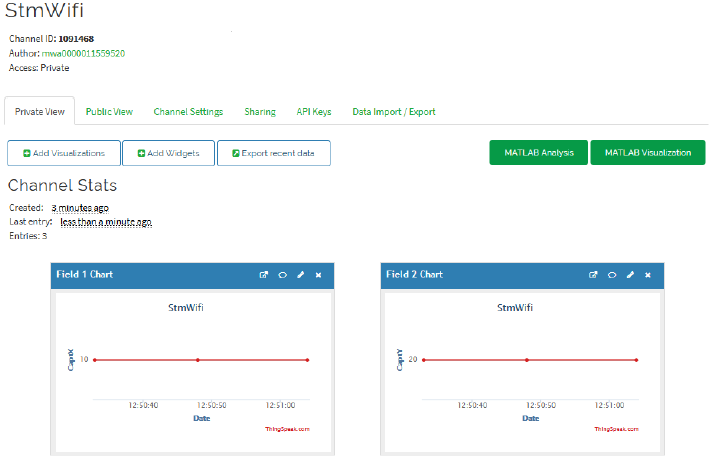 StmWifi
Channel ID: 1091468
Author: mwa0000011559520
Access: Private
Private View Public View Channel Settings Sharing API Keys Data Import / Export
Add Visualizations Add Widgets Export recent data MATLAB Analysis MATLAB Visualization
Channel Stats
Created: 3 minutes ago
Last entry: less than a minute ago
Entries: 3
Field 1 Chart
StmWifi
CaptX
10
12:50:40 12:50:50 12:51:00
Date
ThingSpeak.com
Field 2 Chart
StmWifi
CaptY
20
12:50:40 12:50:50 12:51:00
Date
ThingSpeak.com